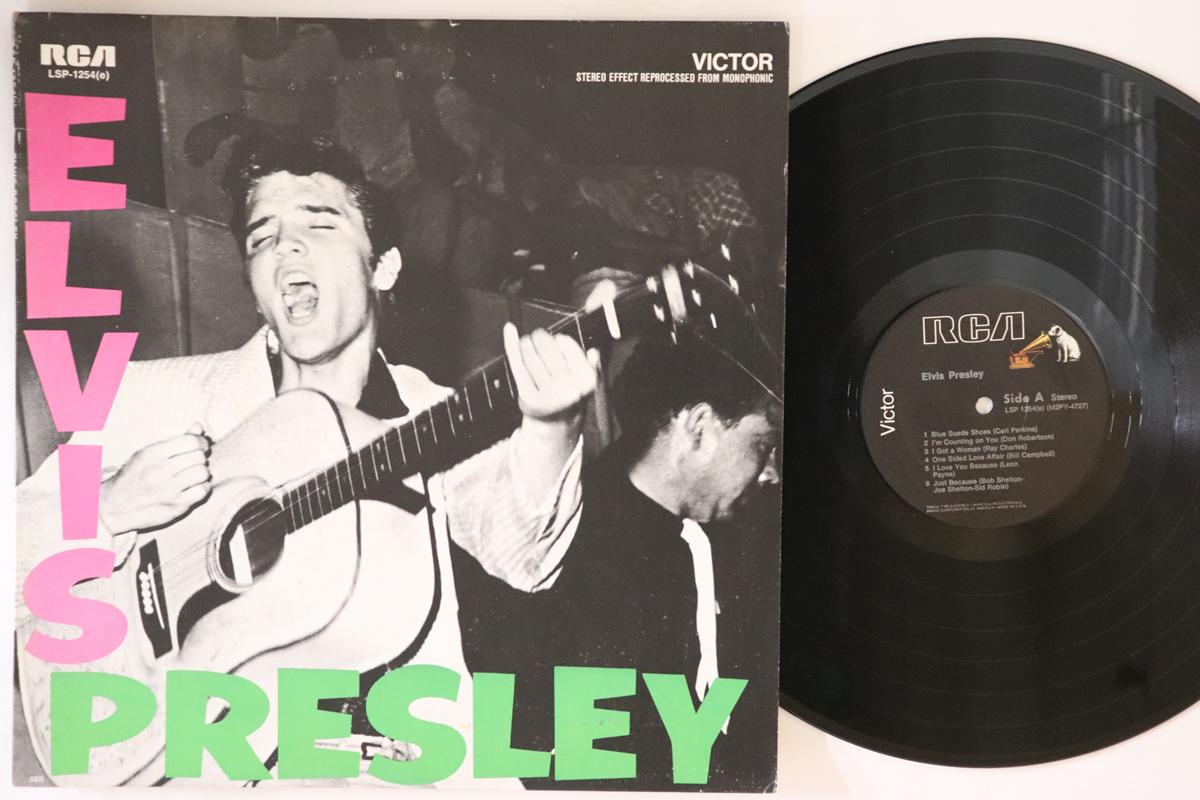 RCA
LSP-1254(e)
VICTOR
STEREO EFFECT REPROCESSED FROM MONOPHONIC
ELVIS
PRESLEY
SER
RCA
Elvis Presley
Victor
Side A Stereo
LSP 1254(e) (M2PY-4727)
1 Blue Suede Shoes (Carl Perkins)
2 I'm Counting on You (Don Robertson)
3 I Got a Woman (Ray Charles)
4 One Sided Love Affair (Bill Campbell)
5 I Love You Because (Leon
Payne)
6 Just Because (Bob Shelton-
Joe Shelton-Sid Robin)